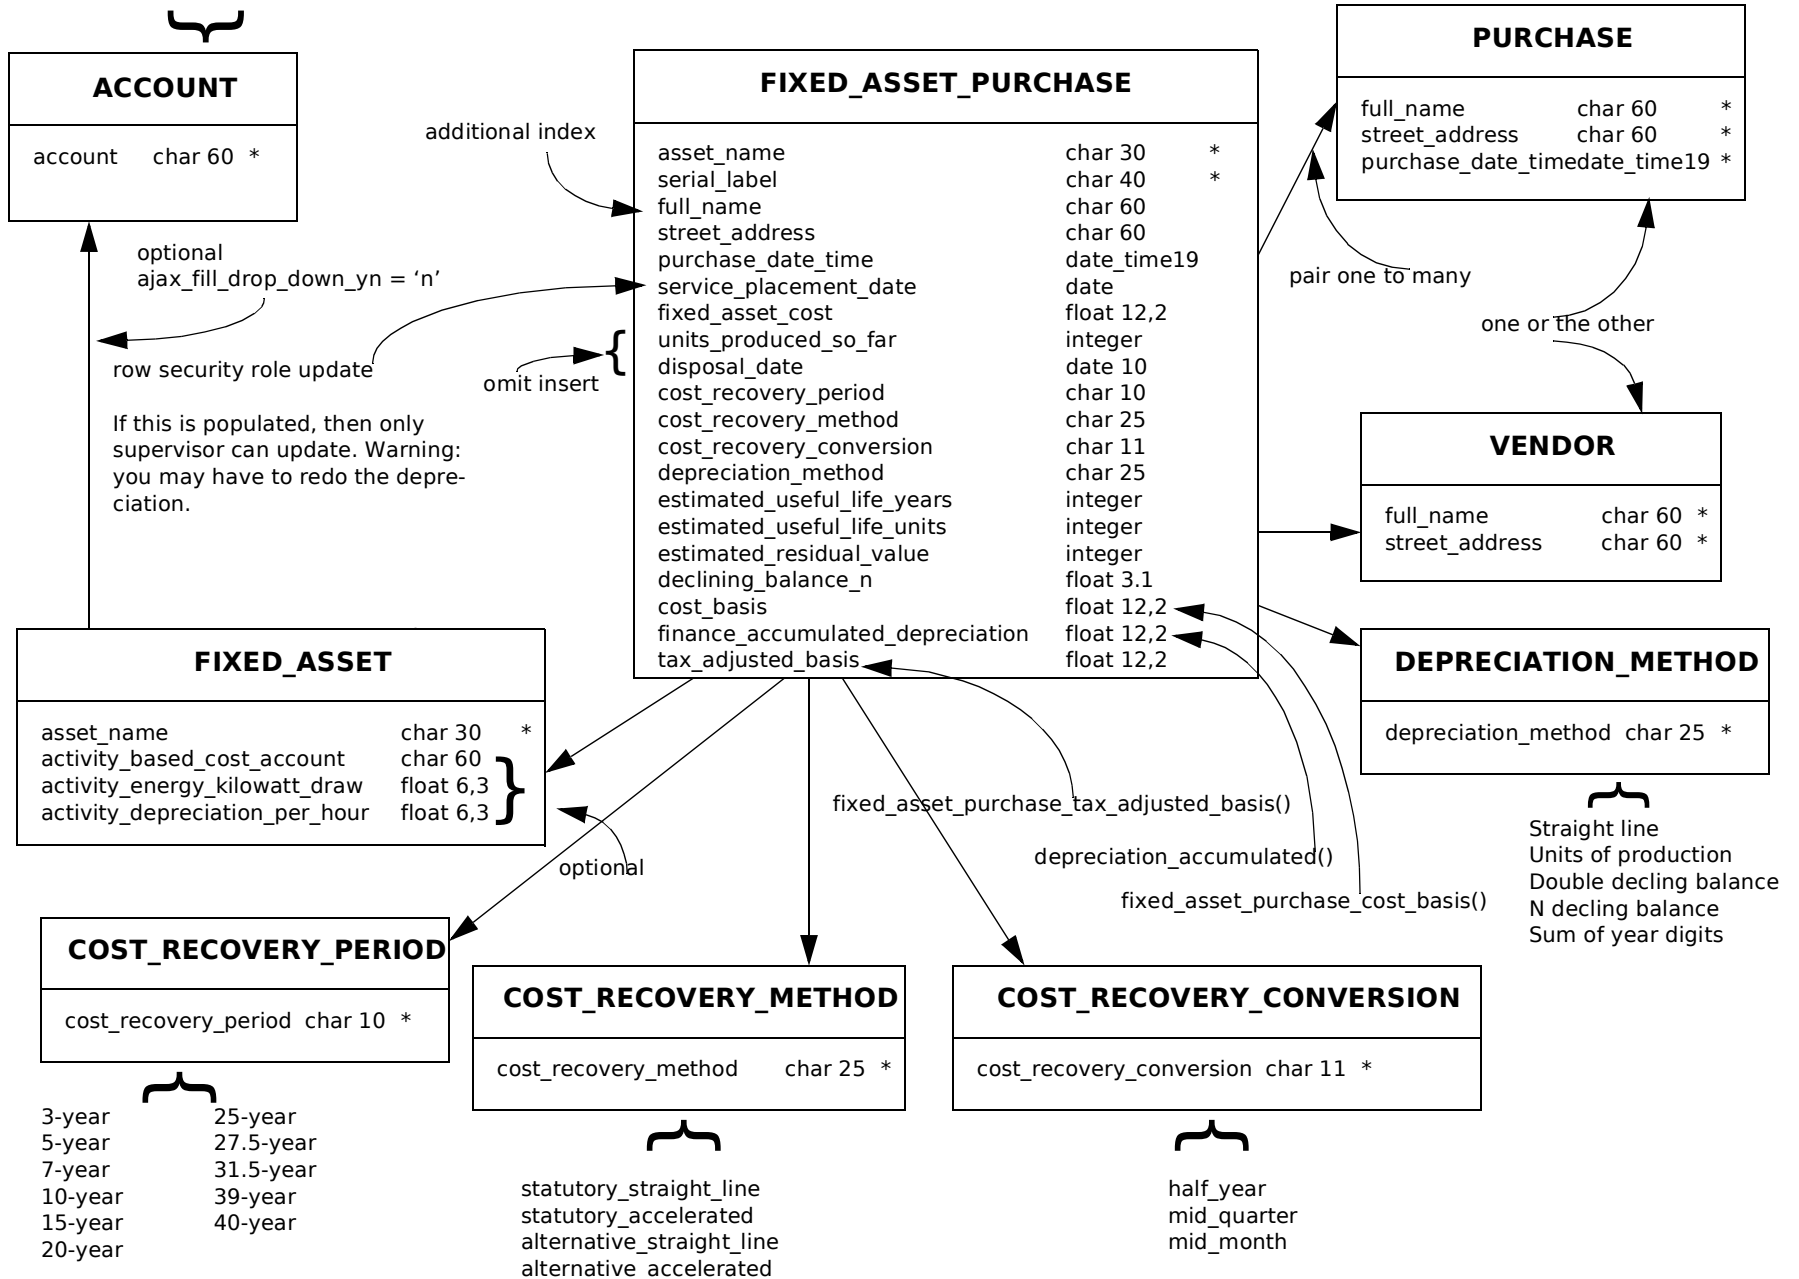 ACCOUNT
account char 60 *
optional
ajax_fill_drop_down_yn = ‘n’
row security role update
If this is populated, then only
supervisor can update. Warning:
you may have to redo the depre-
ciation.
additional index
omit insert
{
FIXED_ASSET_PURCHASE
asset_name char 30 *
serial_label char 40 *
full_name char 60
street_address char 60
purchase_date_time date_time19
service_placement_date date
fixed_asset_cost float 12,2
units_produced_so_far integer
disposal_date date 10
cost_recovery_period char 10
cost_recovery_method char 25
cost_recovery_conversion char 11
depreciation_method char 25
estimated_useful_life_years integer
estimated_useful_life_units integer
estimated_residual_value integer
declining_balance_n float 3.1
cost_basis float 12,2
finance_accumulated_depreciation float 12,2
tax_adjusted_basis float 12,2
PURCHASE
full_name char 60 *
street_address char 60 *
purchase_date_timedate_time19 *
pair one to many
one or the other
VENDOR
full_name char 60 *
street_address char 60 *
DEPRECIATION_METHOD
depreciation_method char 25 *
Straight line
Units of production
Double decling balance
N decling balance
Sum of year digits
FIXED_ASSET
asset_name char 30 *
activity_based_cost_account char 60
activity_energy_kilowatt_draw float 6,3
activity_depreciation_per_hour float 6,3
}
optional
fixed_asset_purchase_tax_adjusted_basis()
depreciation_accumulated()
fixed_asset_purchase_cost_basis()
COST_RECOVERY_PERIOD
cost_recovery_period char 10 *
3-year 25-year
5-year 27.5-year
7-year 31.5-year
10-year 39-year
15-year 40-year
20-year
COST_RECOVERY_METHOD
cost_recovery_method char 25 *
statutory_straight_line
statutory_accelerated
alternative_straight_line
alternative_accelerated
COST_RECOVERY_CONVERSION
cost_recovery_conversion char 11 *
half_year
mid_quarter
mid_month